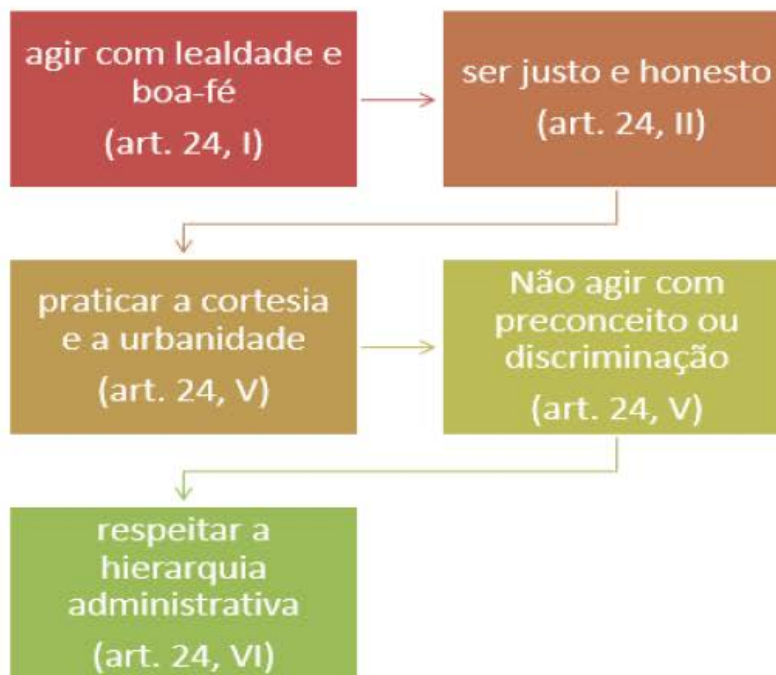 agir com lealdade e
boa-fé
(art. 24, I)
ser justo e honesto
(art. 24, II)
praticar a cortesia
e a urbanidade
(art. 24, V)
Não agir com
preconceito ou
discriminação
(art. 24, V)
respeitar a
hierarquia
administrativa
(art. 24, VI)